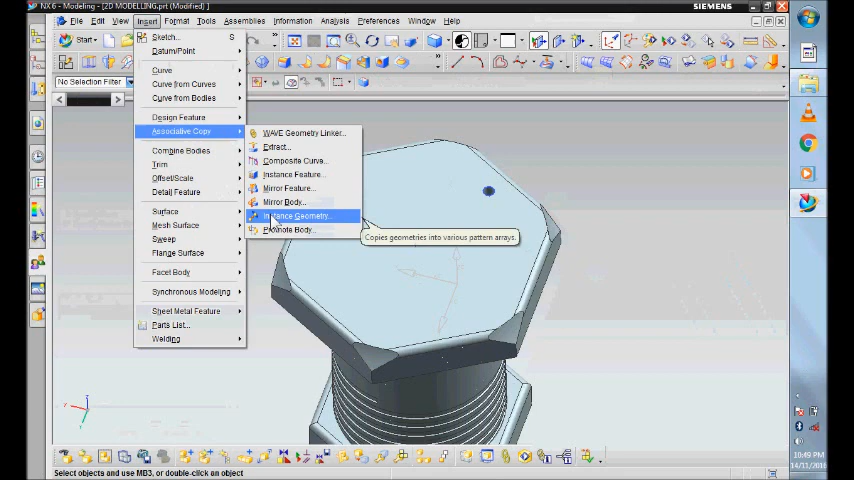 NX 6 - Modeling - [2D MODELLING.prt (Modified) ]
SIEMENS
File Edit View Insert Format Tools Assemblies Information Analysis Preferences Window Help
Start
No Selection Filter
Sketch... S
Datum/Point
Curve
Curve from Curves
Curve from Bodies
Design Feature
Associative Copy
Combine Bodies
Trim
Offset/Scale
Detail Feature
Surface
Mesh Surface
Sweep
Flange Surface
Facet Body
Synchronous Modeling
Sheet Metal Feature
Parts List...
Welding
WAVE Geometry Linker...
Extract...
Composite Curve...
Instance Feature...
Mirror Feature...
Mirror Body...
Instance Geometry...
Promote Body...
Copies geometries into various pattern arrays.
Select objects and use MB3, or double-click an object
10:49 PM